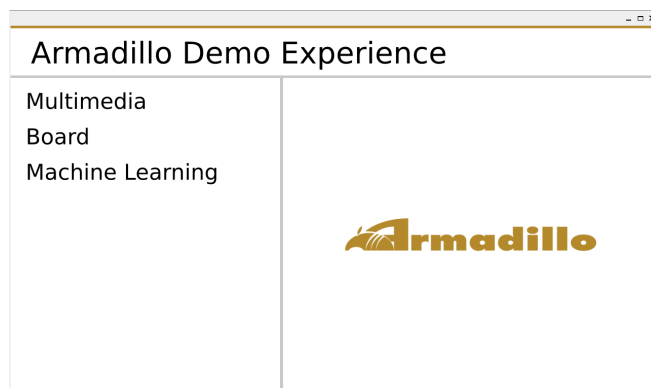 Armadillo Demo Experience
Multimedia
Board
Machine Learning
Armadillo